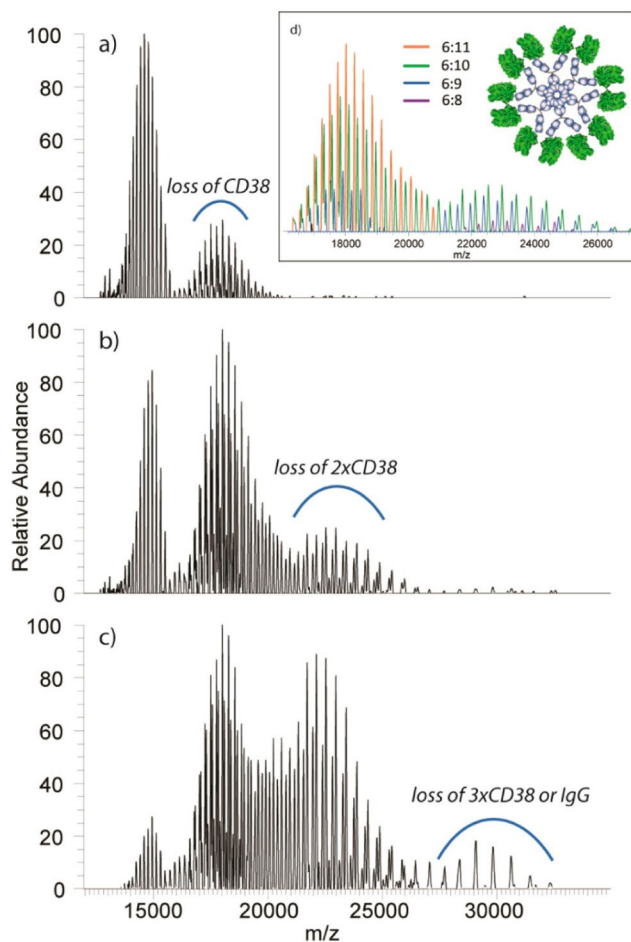 a)
100
80
60
40
20
0
loss of CD38
d)
6:11
6:10
6:9
6:8
18000 20000 22000 24000 26000
m/z
b)
100
80
60
40
20
0
loss of 2xCD38
Relative Abundance
c)
100
80
60
40
20
0
loss of 3xCD38 or IgG
15000 20000 25000 30000
m/z